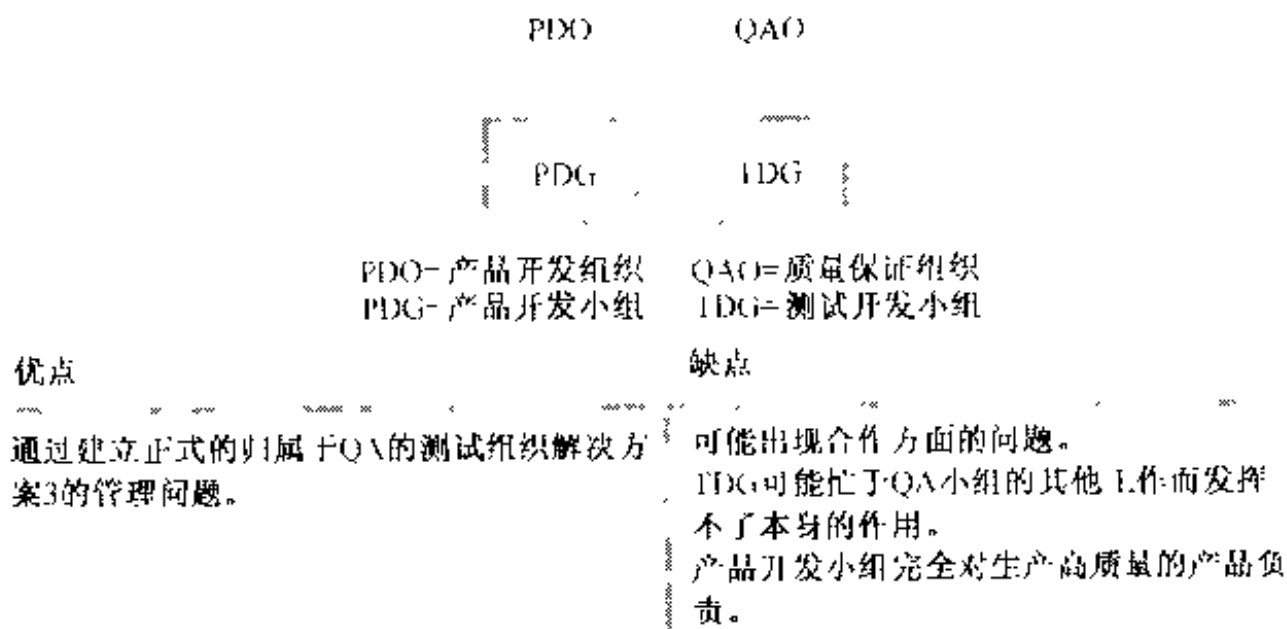 PDO QAO
PDG TDG
PDO=产品开发组织 QAO=质量保证组织
PDG=产品开发小组 TDG=测试开发小组
优点 缺点
通过建立正式的归属于QA的测试组织解决方
案3的管理问题。
可能出现合作方面的问题。
TDG可能忙于QA小组的其他工作而发挥
不了本身的作用。
产品开发小组完全对生产高质量的产品负
责。